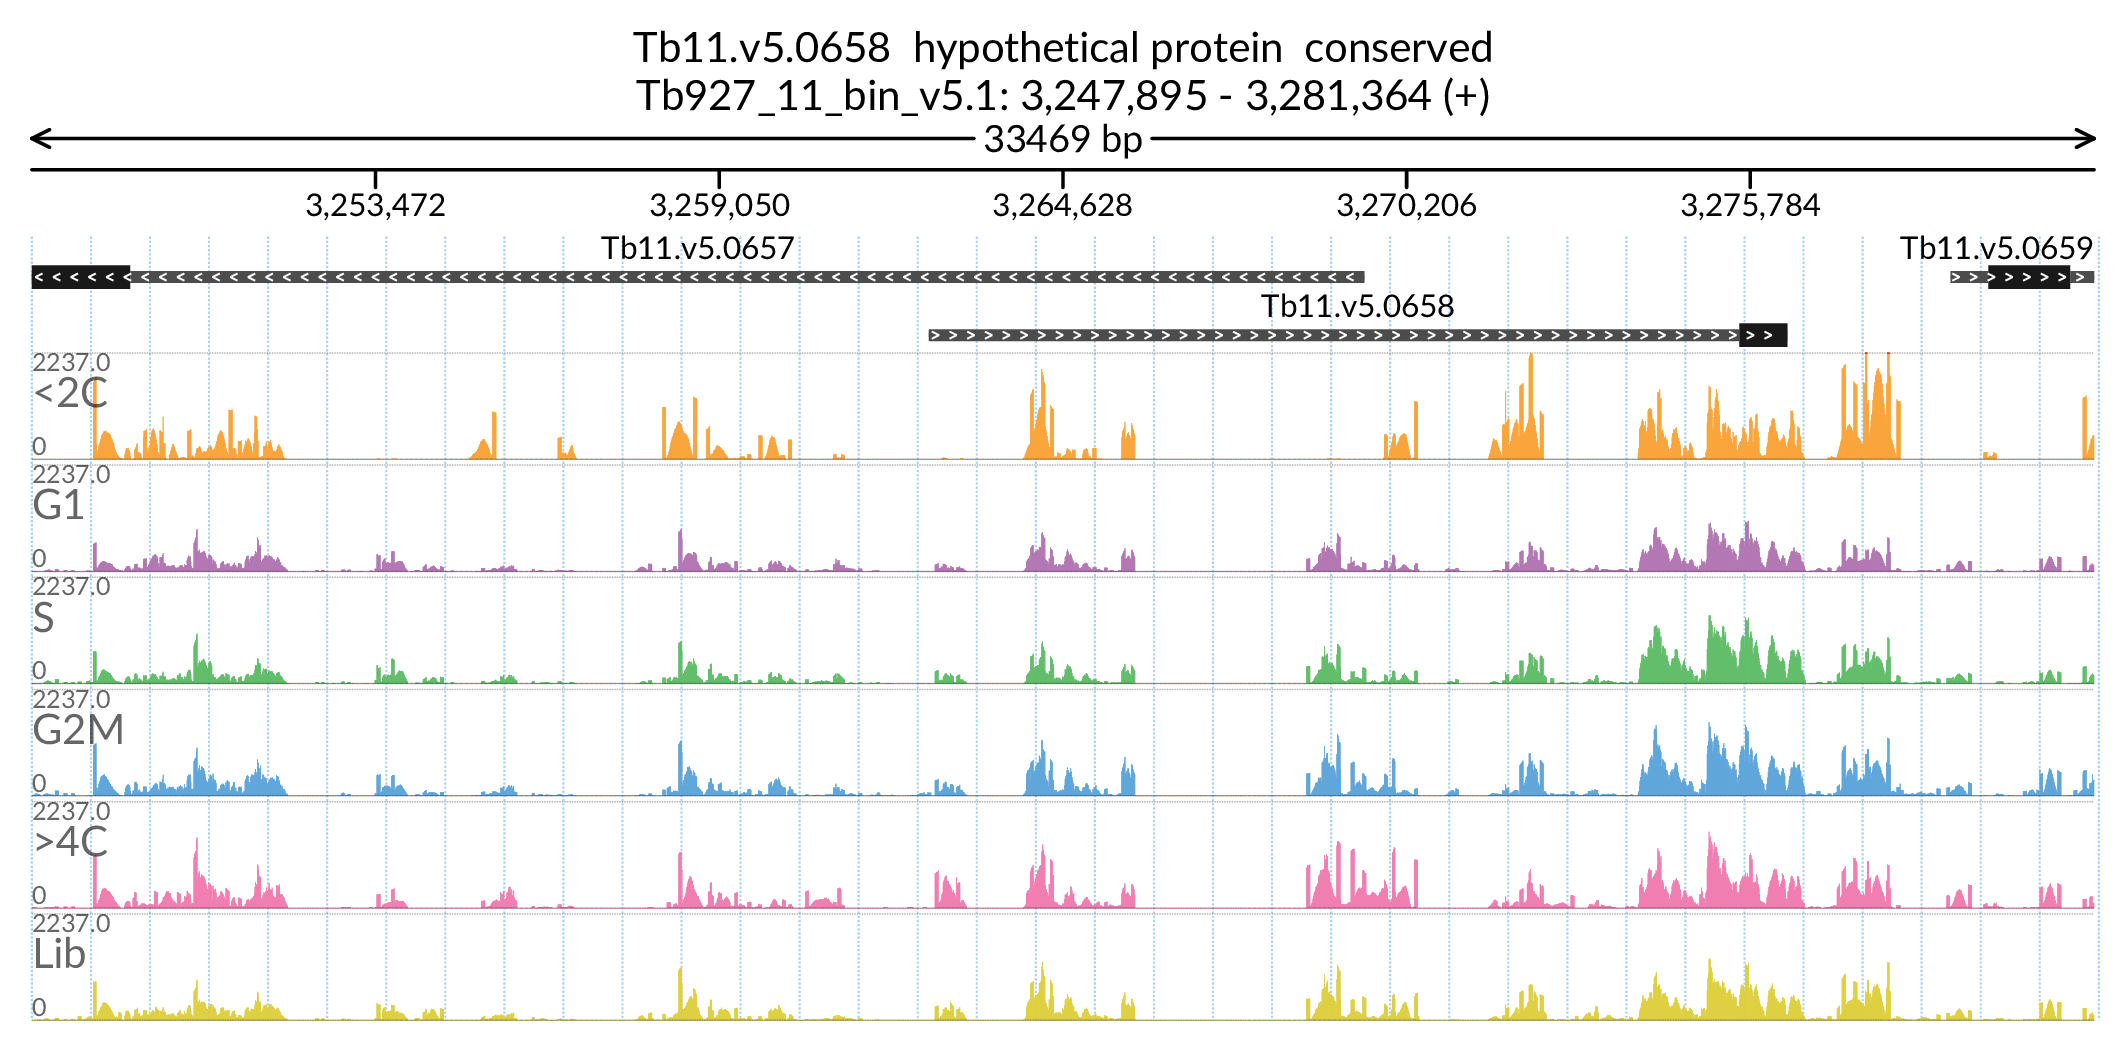 Tb11.v5.0658  hypothetical protein  conserved
Tb927_11_bin_v5.1: 3,247,895 - 3,281,364 (+)
33469 bp
3,253,472 3,259,050 3,264,628 3,270,206 3,275,784
Tb11.v5.0657 Tb11.v5.0659
Tb11.v5.0658
2237.0
<2C
0
2237.0
G1
0
2237.0
S
0
2237.0
G2M
0
2237.0
>4C
0
2237.0
Lib
0